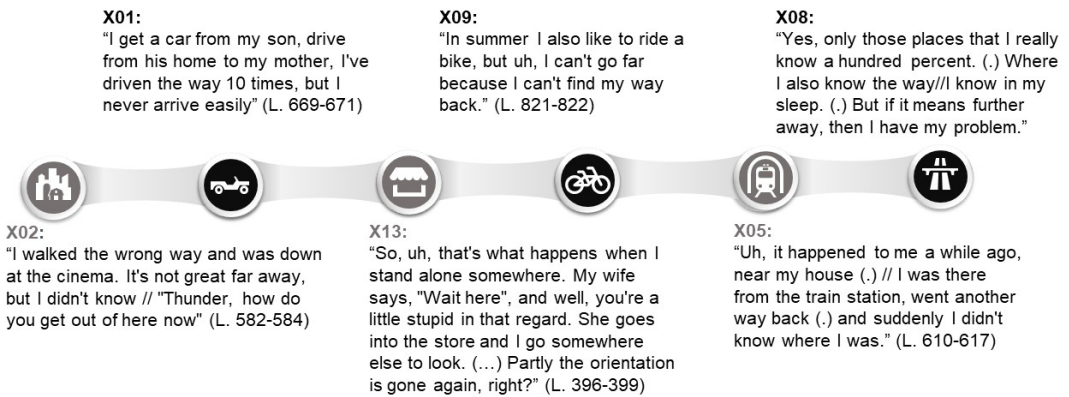 X01:
“I get a car from my son, drive
from his home to my mother, I've
driven the way 10 times, but I
never arrive easily” (L. 669-671)
X09:
“In summer I also like to ride a
bike, but uh, I can't go far
because I can't find my way
back.” (L. 821-822)
X08:
“Yes, only those places that I really
know a hundred percent. (.) Where
I also know the way//I know in my
sleep. (.) But if it means further
away, then I have my problem.”
X02:
“I walked the wrong way and was down
at the cinema. It's not great far away,
but I didn't know // "Thunder, how do
you get out of here now" (L. 582-584)
X13:
“So, uh, that's what happens when I
stand alone somewhere. My wife
says, "Wait here", and well, you're a
little stupid in that regard. She goes
into the store and I go somewhere
else to look. (…) Partly the orientation
is gone again, right?” (L. 396-399)
X05:
“Uh, it happened to me a while ago,
near my house (.) // I was there
from the train station, went another
way back (.) and suddenly I didn't
know where I was.” (L. 610-617)